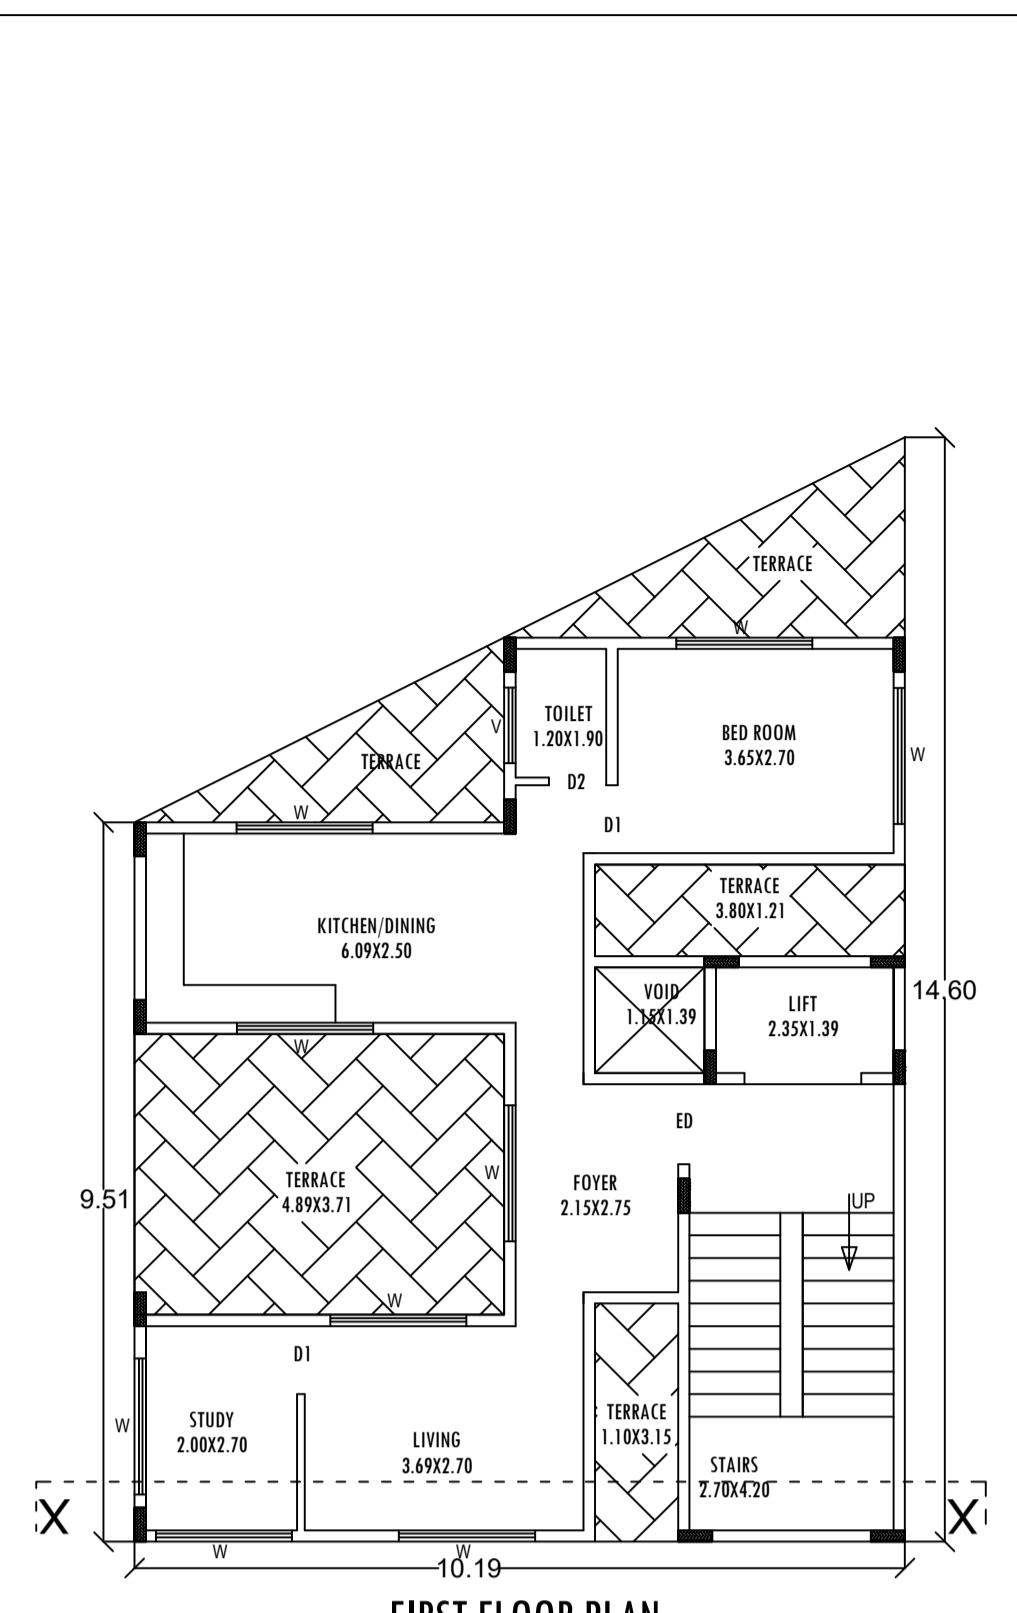 TERRACE
W
TOILET
1.20X1.90
V
BED ROOM
3.65X2.70
W
TERRACE
D2
W
D1
TERRACE
3.80X1.21
KITCHEN/DINING
6.09X2.50
VOID
1.15X1.39
LIFT
2.35X1.39
14.60
W
ED
TERRACE
4.89X3.71
W
FOYER
2.15X2.75
9.51
UP
W
D1
STUDY
2.00X2.70
W
LIVING
3.69X2.70
TERRACE
1.10X3.15
STAIRS
2.70X4.20
X
X
W
W
10.19
FIRST FLOOR PLAN